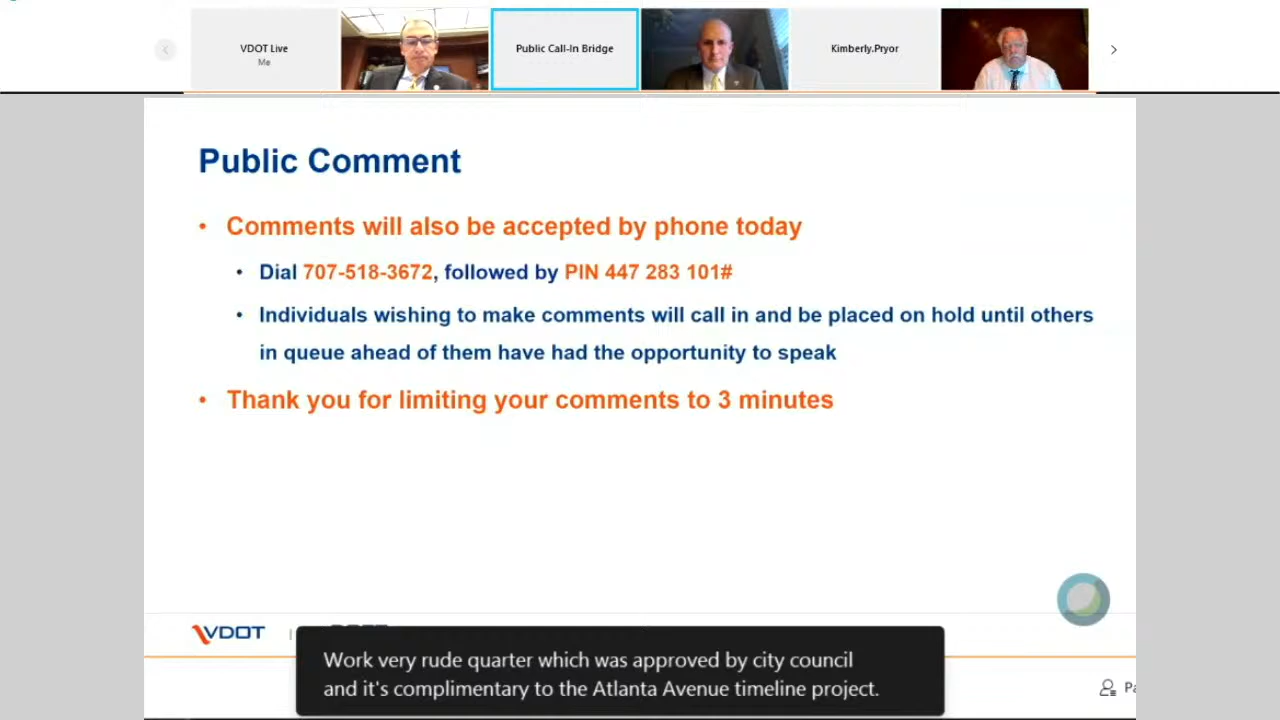 VDOT Live
Me
Public Call-In Bridge
Kimberly.Pryor
Public Comment
• Comments will also be accepted by phone today
• Dial 707-518-3672, followed by PIN 447 283 101#
• Individuals wishing to make comments will call in and be placed on hold until others
in queue ahead of them have had the opportunity to speak
• Thank you for limiting your comments to 3 minutes
VDOT
Work very rude quarter which was approved by city council
and it's complimentary to the Atlanta Avenue timeline project.